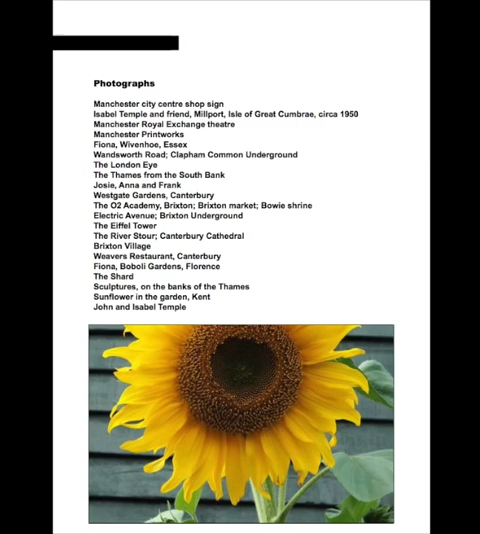 Photographs
Manchester city centre shop sign
Isabel Temple and friend, Millport, Isle of Great Cumbrae, circa 1950
Manchester Royal Exchange theatre
Manchester Printworks
Fiona, Wivenhoe, Essex
Wandsworth Road; Clapham Common Underground
The London Eye
The Thames from the South Bank
Josie, Anna and Frank
Westgate Gardens, Canterbury
The O2 Academy, Brixton; Brixton market; Bowie shrine
Electric Avenue; Brixton Underground
The Eiffel Tower
The River Stour; Canterbury Cathedral
Brixton Village
Weavers Restaurant, Canterbury
Fiona, Boboli Gardens, Florence
The Shard
Sculptures, on the banks of the Thames
Sunflower in the garden, Kent
John and Isabel Temple